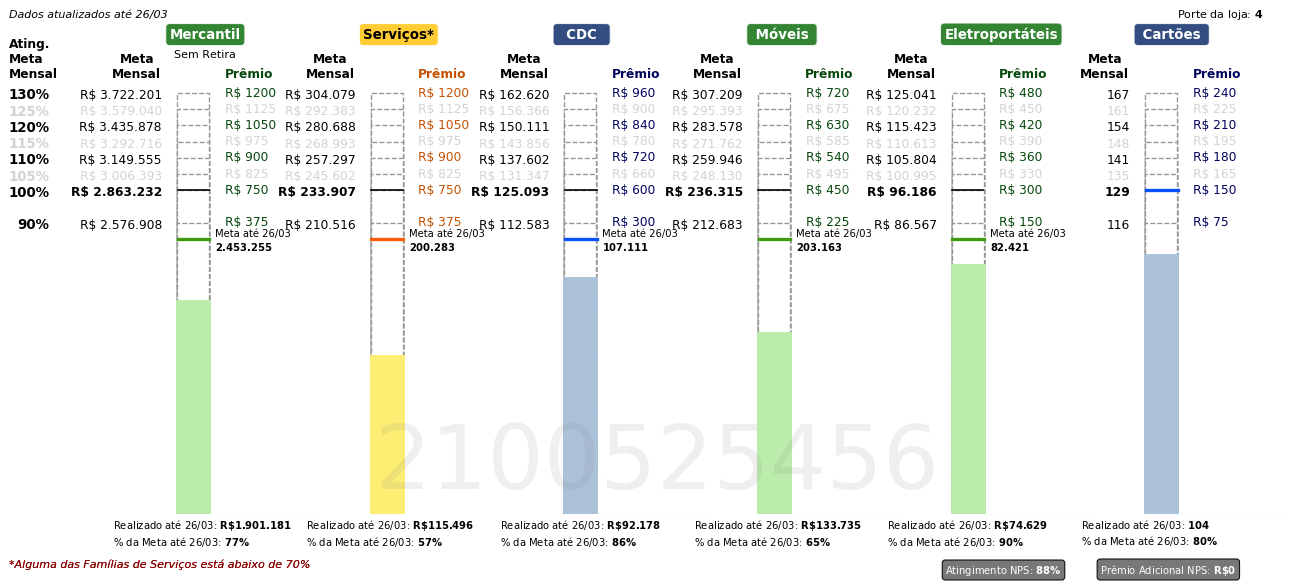 Dados atualizados até 26/03 Porte da loja: 4
Mercantil Serviços* CDC Móveis Eletroportáteis Cartões
Sem Retira
Ating. Meta Mensal Meta Mensal Prêmio Meta Mensal Prêmio Meta Mensal Prêmio Meta Mensal Prêmio Meta Mensal Prêmio Meta Mensal Prêmio
130% R$ 3.722.201 R$ 1200 R$ 304.079 R$ 1200 R$ 162.620 R$ 960 R$ 307.209 R$ 720 R$ 125.041 R$ 480 167 R$ 240
125% R$ 3.579.040 R$ 1125 R$ 292.383 R$ 1125 R$ 156.366 R$ 900 R$ 295.393 R$ 675 R$ 120.232 R$ 450 161 R$ 225
120% R$ 3.435.878 R$ 1050 R$ 280.688 R$ 1050 R$ 150.111 R$ 840 R$ 283.578 R$ 630 R$ 115.423 R$ 420 154 R$ 210
115% R$ 3.292.716 R$ 975 R$ 268.993 R$ 975 R$ 143.856 R$ 780 R$ 271.762 R$ 585 R$ 110.613 R$ 390 148 R$ 195
110% R$ 3.149.555 R$ 900 R$ 257.297 R$ 900 R$ 137.602 R$ 720 R$ 259.946 R$ 540 R$ 105.804 R$ 360 141 R$ 180
105% R$ 3.006.393 R$ 825 R$ 245.602 R$ 825 R$ 131.347 R$ 660 R$ 248.130 R$ 495 R$ 100.995 R$ 330 135 R$ 165
100% R$ 2.863.232 R$ 750 R$ 233.907 R$ 750 R$ 125.093 R$ 600 R$ 236.315 R$ 450 R$ 96.186 R$ 300 129 R$ 150
90% R$ 2.576.908 R$ 375 R$ 210.516 R$ 375 R$ 112.583 R$ 300 R$ 212.683 R$ 225 R$ 86.567 R$ 150 116 R$ 75
Meta até 26/03 Meta até 26/03 Meta até 26/03 Meta até 26/03 Meta até 26/03
2.453.255 200.283 107.111 203.163 82.421
2100525456
Realizado até 26/03: R$1.901.181 Realizado até 26/03: R$115.496 Realizado até 26/03: R$92.178 Realizado até 26/03: R$133.735 Realizado até 26/03: R$74.629 Realizado até 26/03: 104
% da Meta até 26/03: 77% % da Meta até 26/03: 57% % da Meta até 26/03: 86% % da Meta até 26/03: 65% % da Meta até 26/03: 90% % da Meta até 26/03: 80%
*Alguma das Famílias de Serviços está abaixo de 70% Atingimento NPS: 88% Prêmio Adicional NPS: R$0